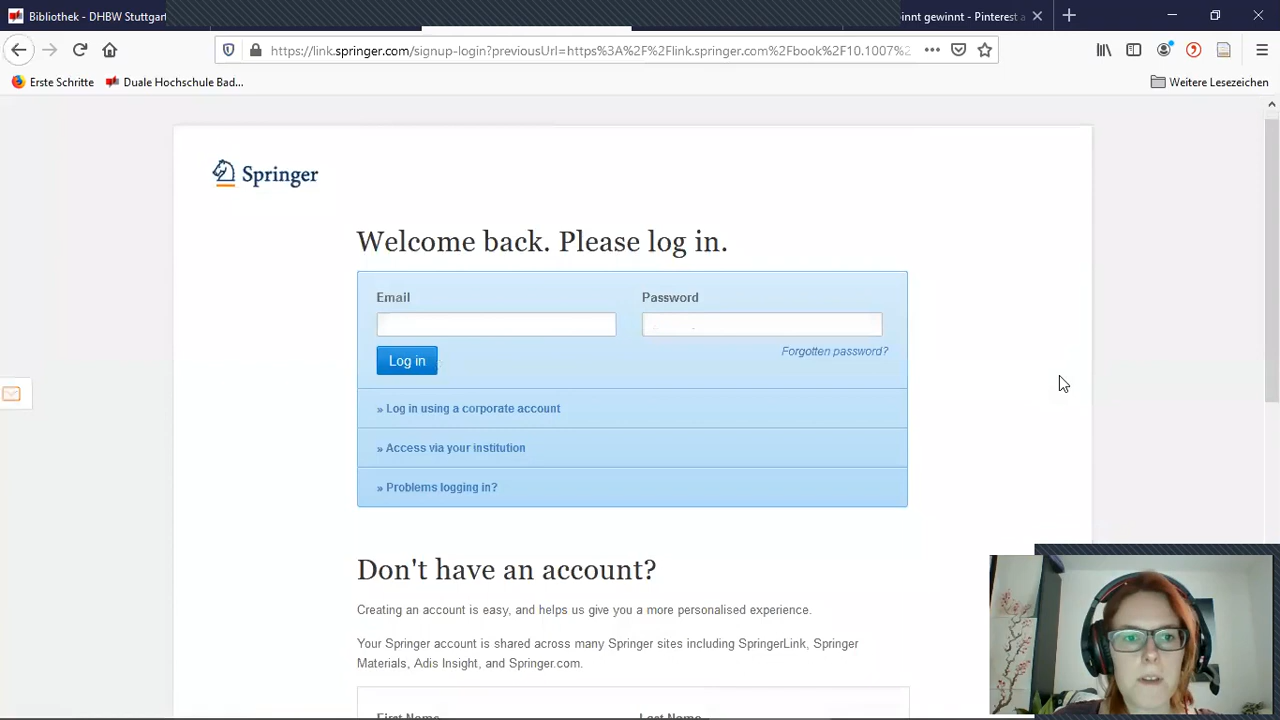 Bibliothek - DHBW Stuttgart
innt gewinnt - Pinterest a
https://link.springer.com/signup-login?previousUrl=https%3A%2F%2Flink.springer.com%2Fbook%2F10.1007%2
Erste Schritte
Duale Hochschule Bad...
Weitere Lesezeichen
Springer
Welcome back. Please log in.
Email
Password
Log in
Forgotten password?
» Log in using a corporate account
» Access via your institution
» Problems logging in?
Don't have an account?
Creating an account is easy, and helps us give you a more personalised experience.
Your Springer account is shared across many Springer sites including SpringerLink, Springer
Materials, Adis Insight, and Springer.com.
First Name
Last Name